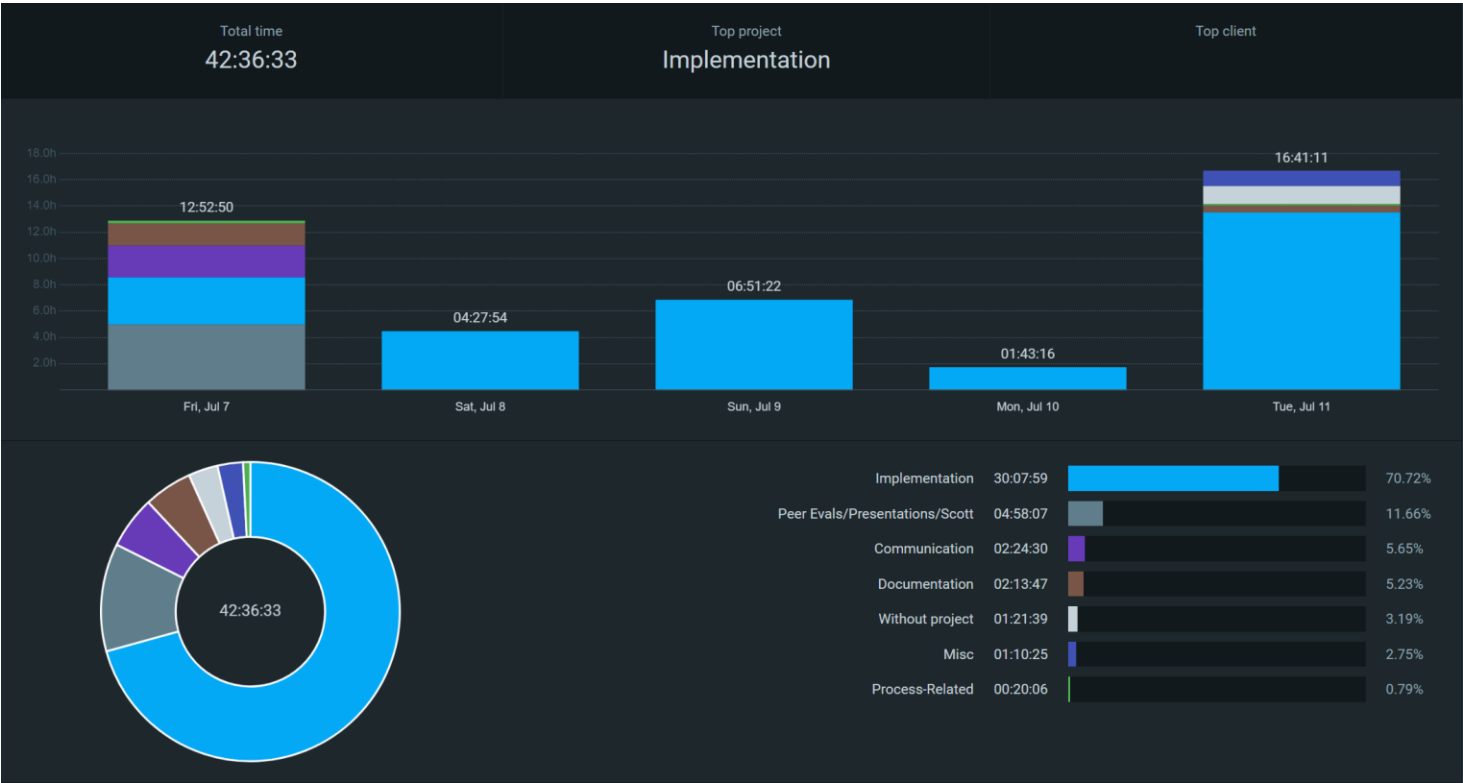 Total time
42:36:33
Top project
Implementation
Top client
18.0h
16.0h
14.0h
12.0h
10.0h
8.0h
6.0h
4.0h
2.0h
12:52:50
04:27:54
06:51:22
01:43:16
16:41:11
Fri, Jul 7
Sat, Jul 8
Sun, Jul 9
Mon, Jul 10
Tue, Jul 11
42:36:33
Implementation 30:07:59 70.72%
Peer Evals/Presentations/Scott 04:58:07 11.66%
Communication 02:24:30 5.65%
Documentation 02:13:47 5.23%
Without project 01:21:39 3.19%
Misc 01:10:25 2.75%
Process-Related 00:20:06 0.79%